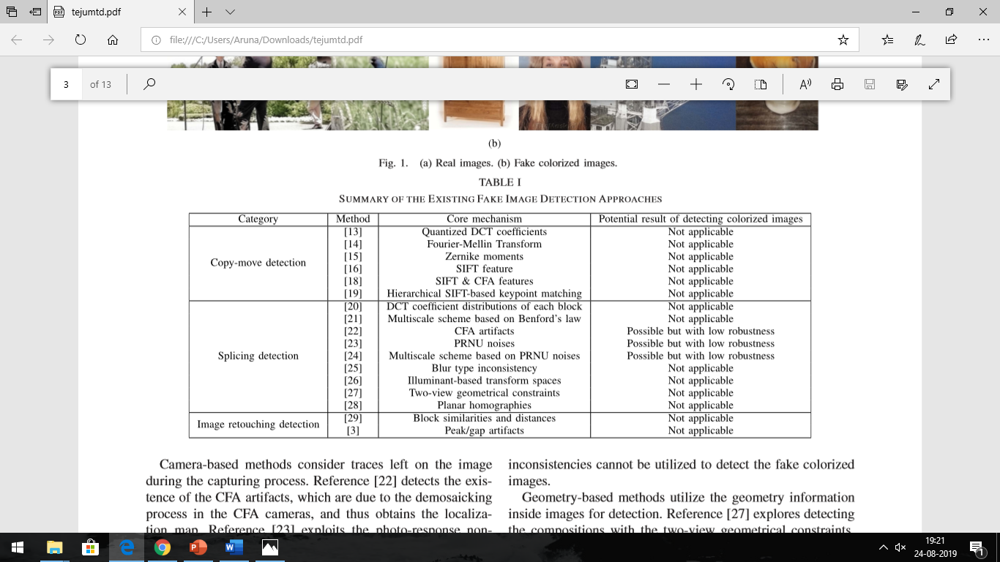 tejumtd.pdf
file:///C:/Users/Aruna/Downloads/tejumtd.pdf
3 of 13
(b)
Fig. 1. (a) Real images. (b) Fake colorized images.
TABLE I
SUMMARY OF THE EXISTING FAKE IMAGE DETECTION APPROACHES
Category Method Core mechanism Potential result of detecting colorized images
Copy-move detection
[13] Quantized DCT coefficients Not applicable
[14] Fourier-Mellin Transform Not applicable
[15] Zernike moments Not applicable
[16] SIFT feature Not applicable
[18] SIFT & CFA features Not applicable
[19] Hierarchical SIFT-based keypoint matching Not applicable
Splicing detection
[20] DCT coefficient distributions of each block Not applicable
[21] Multiscale scheme based on Benford's law Not applicable
[22] CFA artifacts Possible but with low robustness
[23] PRNU noises Possible but with low robustness
[24] Multiscale scheme based on PRNU noises Possible but with low robustness
[25] Blur type inconsistency Not applicable
[26] Illuminant-based transform spaces Not applicable
[27] Two-view geometrical constraints Not applicable
[28] Planar homographies Not applicable
Image retouching detection
[29] Block similarities and distances Not applicable
[3] Peak/gap artifacts Not applicable
Camera-based methods consider traces left on the image
during the capturing process. Reference [22] detects the exis-
tence of the CFA artifacts, which are due to the demosaicking
process in the CFA cameras, and thus obtains the localiza-
tion map. Reference [23] exploits the photo-response non-
inconsistencies cannot be utilized to detect the fake colorized
images.
Geometry-based methods utilize the geometry information
inside images for detection. Reference [27] explores detecting
the compositions with the two-view geometrical constraints.
19:21
24-08-2019
1